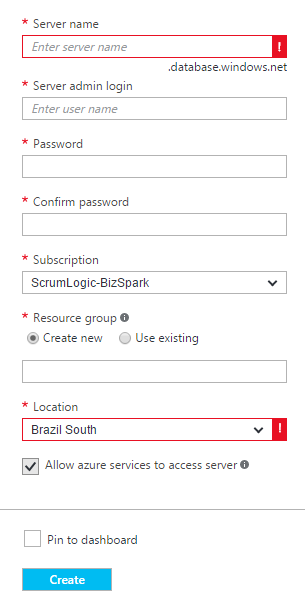 * Server name
Enter server name !
.database.windows.net
* Server admin login
Enter user name
* Password
* Confirm password
* Subscription
ScrumLogic-BizSpark
* Resource group
Create new Use existing
* Location
Brazil South !
Allow azure services to access server
Pin to dashboard
Create